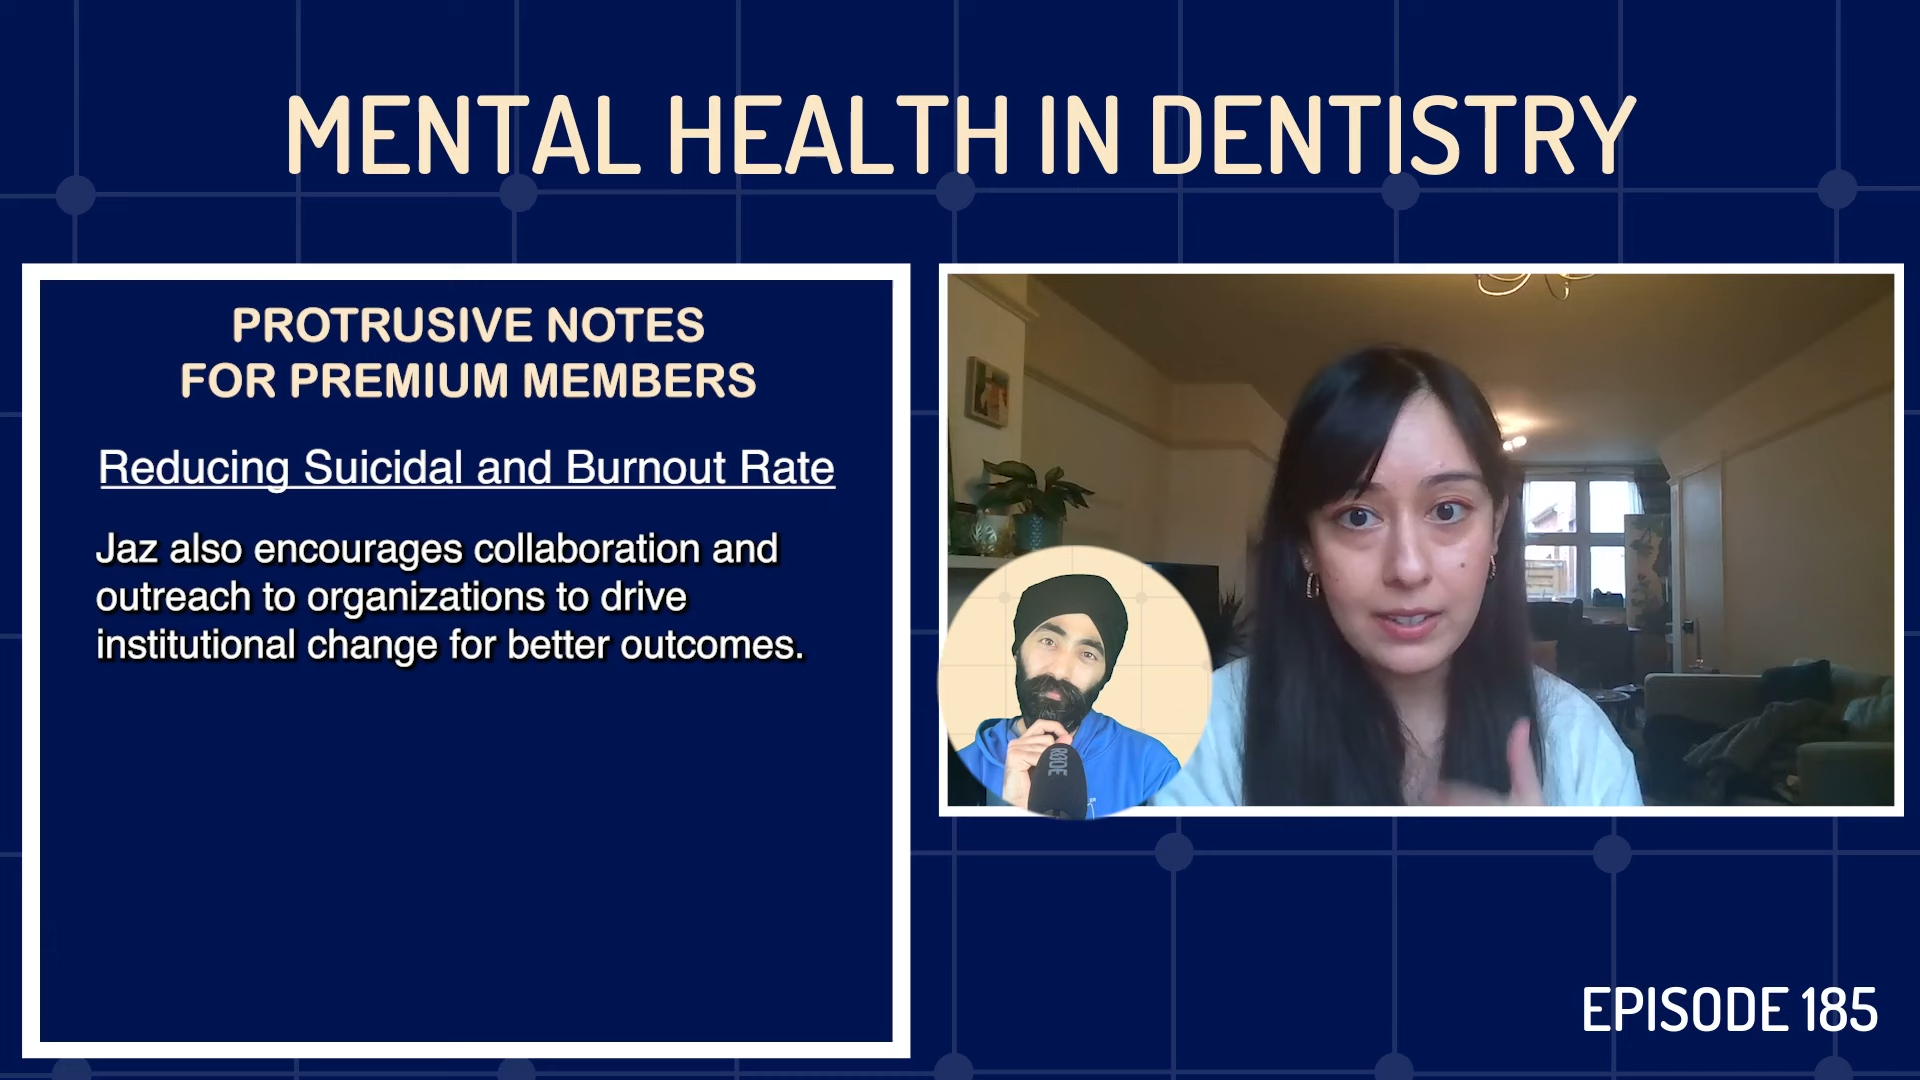 MENTAL HEALTH IN DENTISTRY
PROTRUSIVE NOTES
FOR PREMIUM MEMBERS
Reducing Suicidal and Burnout Rate
Jaz also encourages collaboration and
outreach to organizations to drive
institutional change for better outcomes.
RØDE
EPISODE 185